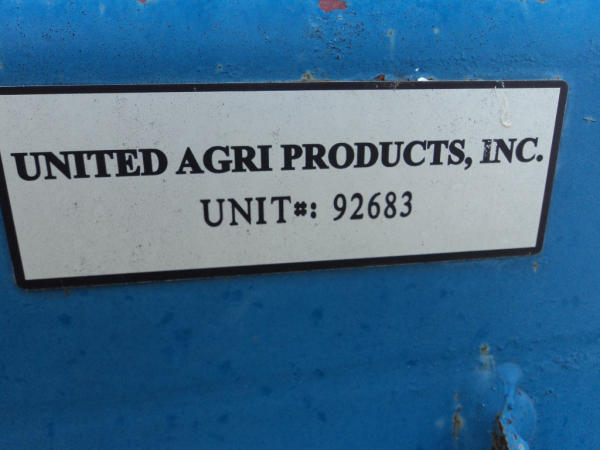 UNITED AGRI PRODUCTS, INC.
UNIT#: 92683